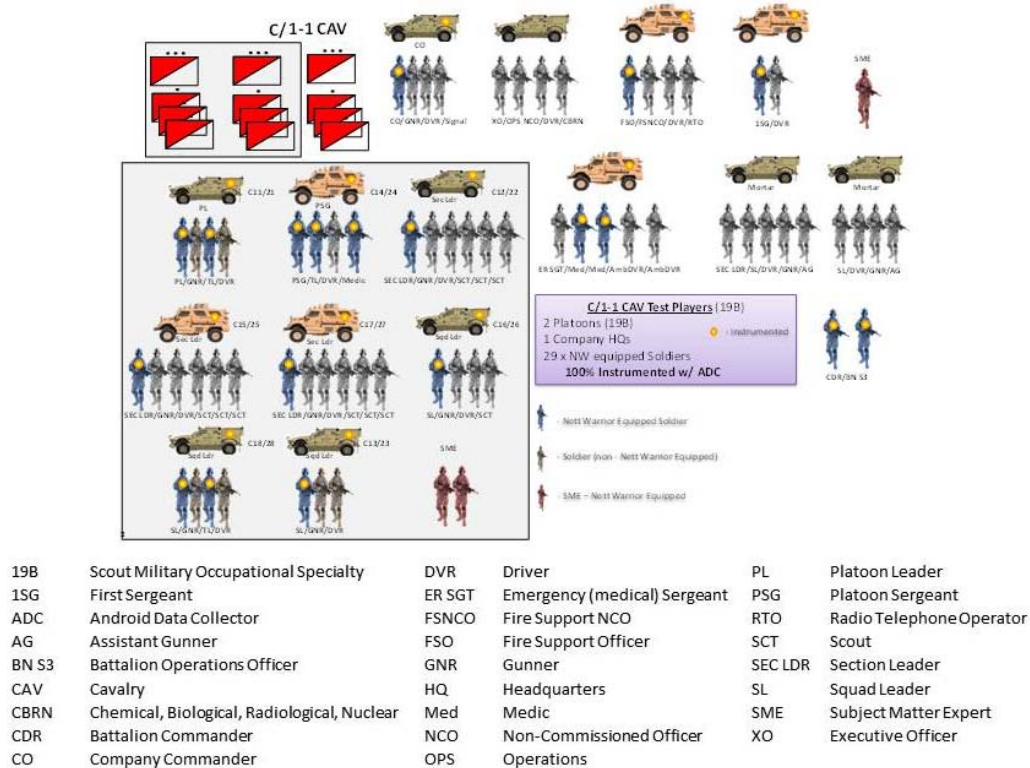 C/1-1 CAV
CO
SME
CO/GNR/DVR/Signal
XO/OPS NCO/DVR/CBRN
FSO/FSNCO/DVR/RTO
1SG/DVR
C11/21
C14/24
C12/22
PL
PSG
Sec Ldr
Mortar
Mortar
PL/GNR/TL/DVR
PSG/TL/DVR/Medic
SEC LDR/GNR/DVR/SCT/SCT/SCT
ER SGT/Med/Med/AmbDVR/AmbDVR
SEC LDR/SL/DVR/GNR/AG
SL/DVR/GNR/AG
C15/25
C17/27
C16/26
Sec Ldr
Sec Ldr
Sqd Ldr
C/1-1 CAV Test Players (19B)
2 Platoons (19B)
1 Company HQs
29 x NW equipped Soldiers
100% Instrumented w/ ADC
- Instrumented
CDR/BN S3
SEC LDR/GNR/DVR/SCT/SCT/SCT
SEC LDR/GNR/DVR/SCT/SCT/SCT
SL/GNR/DVR/SCT
- Nett Warrior Equipped Soldier
- Soldier (non - Nett Warrior Equipped)
- SME – Nett Warrior Equipped
C18/28
C13/23
SME
Sqd Ldr
Sqd Ldr
SL/GNR/TL/DVR
SL/GNR/DVR
19B Scout Military Occupational Specialty DVR Driver PL Platoon Leader
1SG First Sergeant ER SGT Emergency (medical) Sergeant PSG Platoon Sergeant
ADC Android Data Collector FSNCO Fire Support NCO RTO Radio Telephone Operator
AG Assistant Gunner FSO Fire Support Officer SCT Scout
BN S3 Battalion Operations Officer GNR Gunner SEC LDR Section Leader
CAV Cavalry HQ Headquarters SL Squad Leader
CBRN Chemical, Biological, Radiological, Nuclear Med Medic SME Subject Matter Expert
CDR Battalion Commander NCO Non-Commissioned Officer XO Executive Officer
CO Company Commander OPS Operations